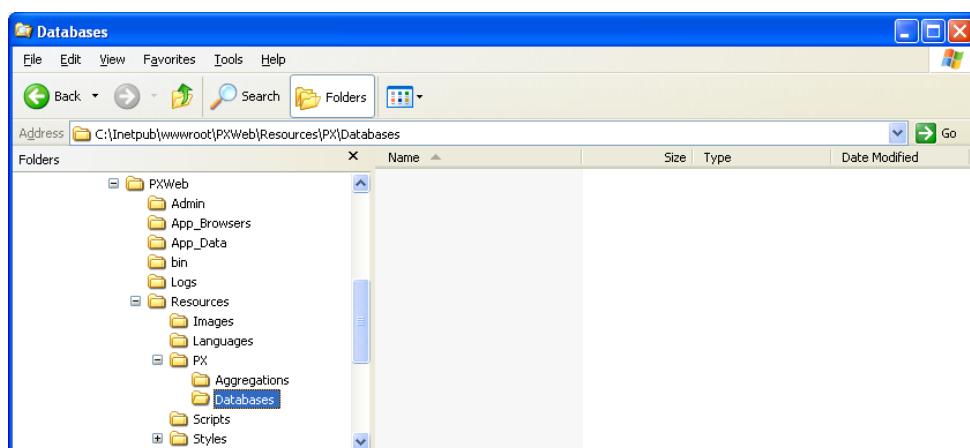 Databases
File Edit View Favorites Tools Help
Back Search Folders
Address C:\Inetpub\wwwroot\PXWeb\Resources\PX\Databases Go
Folders Name Size Type Date Modified
PXWeb
Admin
App_Browsers
App_Data
bin
Logs
Resources
Images
Languages
PX
Aggregations
Databases
Scripts
Styles